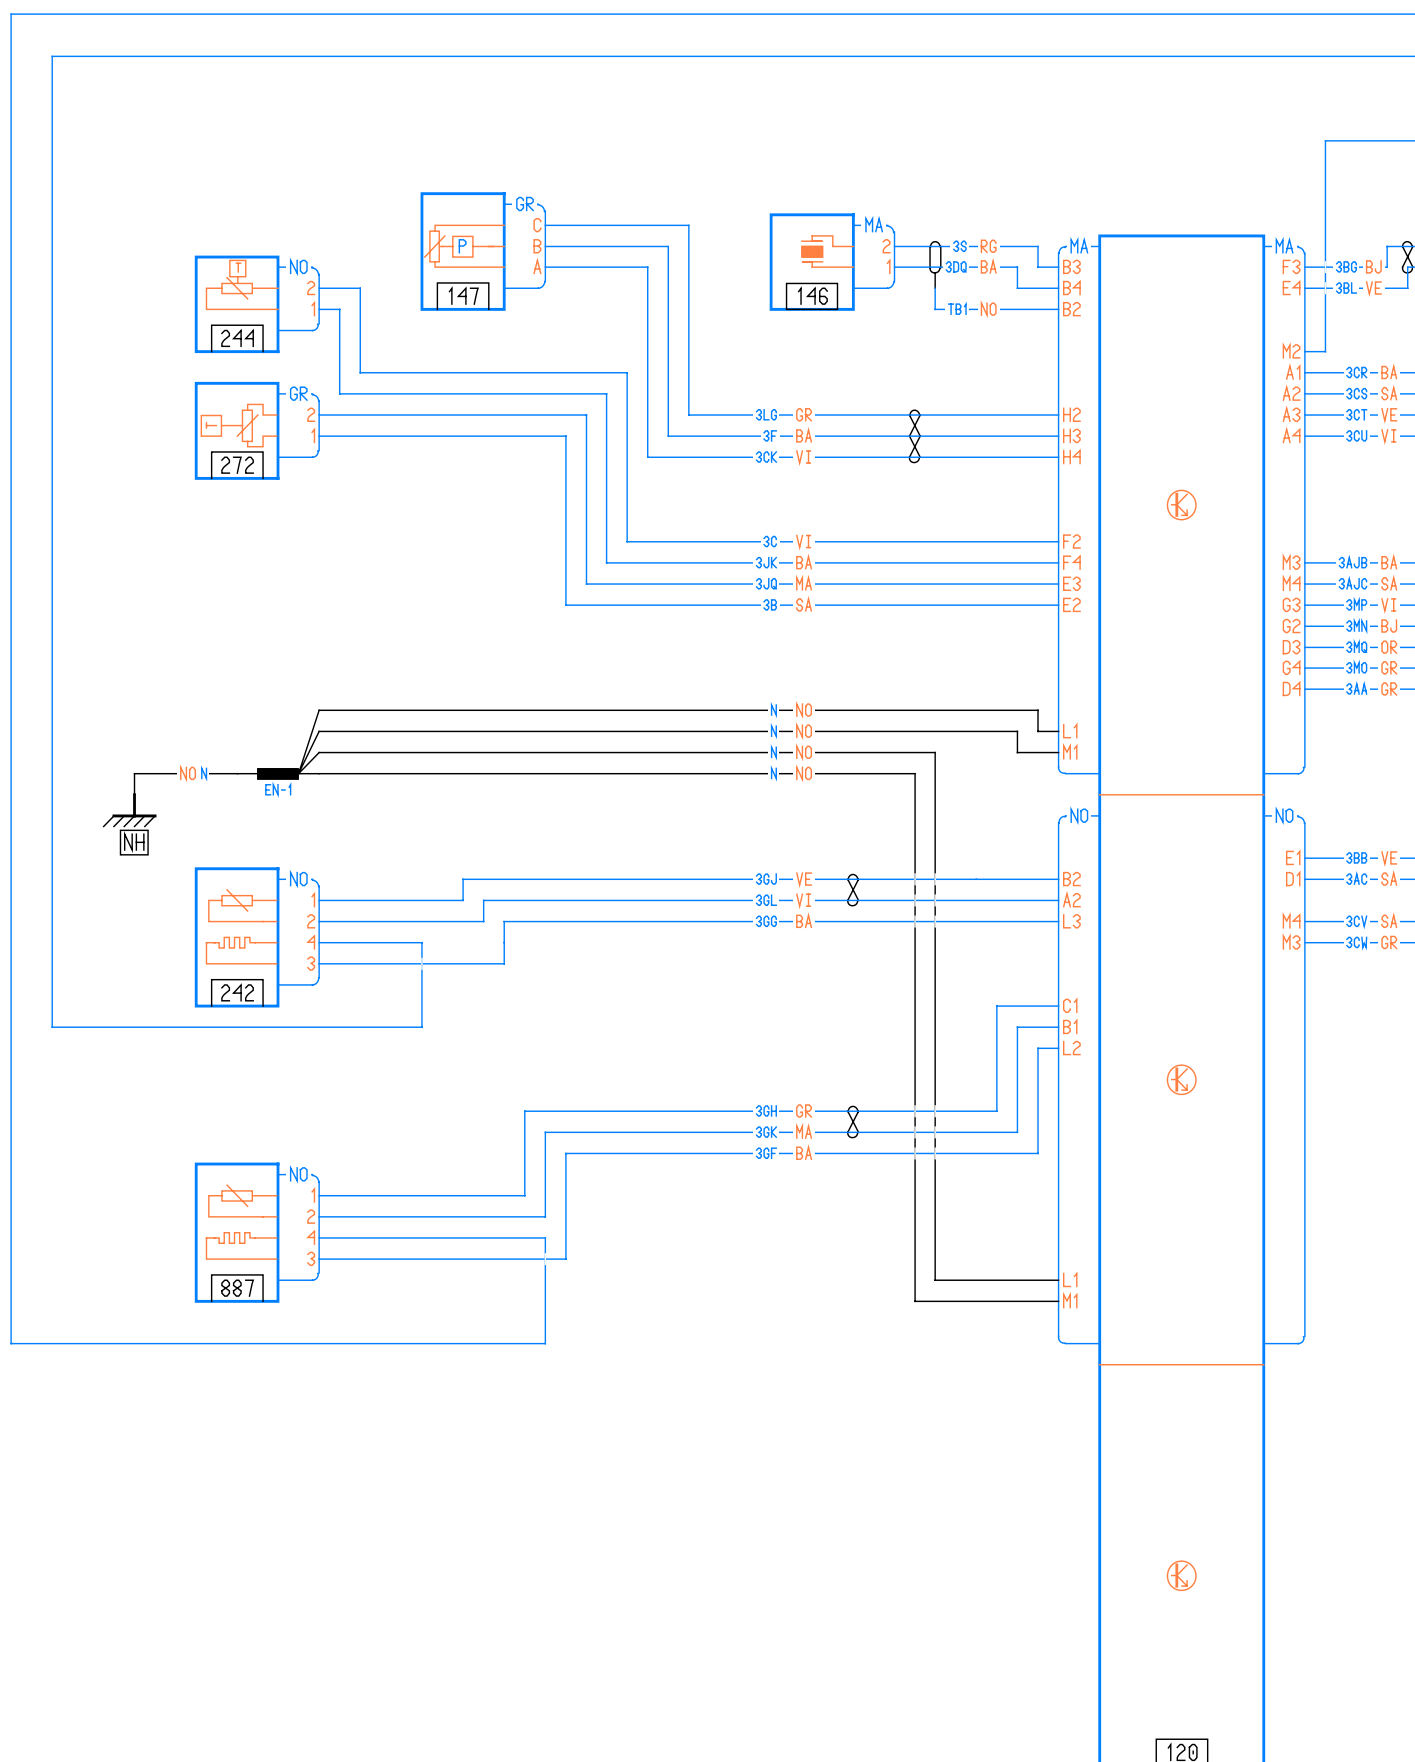 GR
C
B
A
P
147
MA
2
1
146
3S RG
3DQ BA
TB1 NO
MA
B3
B4
B2
MA
F3 3BG BJ
E4 3BL VE
NO
T
2
1
244
GR
T
2
1
272
M2
A1 3CR BA
A2 3CS SA
A3 3CT VE
A4 3CU VI
3LG GR H2
3F BA H3
3CK VI H4
3C VI F2
3JK BA F4
3JQ MA E3
3B SA E2
M3 3AJB BA
M4 3AJC SA
G3 3MP VI
G2 3MN BJ
D3 3MQ OR
G4 3MO GR
D4 3AA GR
N NO
N NO L1
N NO M1
NO N N NO
EN-1
NH
NO
NO
E1 3BB VE
D1 3AC SA
M4 3CV SA
M3 3CW GR
NO
1
2
4
3
242
3GJ VE B2
3GL VI A2
3GG BA L3
C1
B1
L2
3GH GR
3GK MA
3GF BA
NO
1
2
4
3
887
L1
M1
120